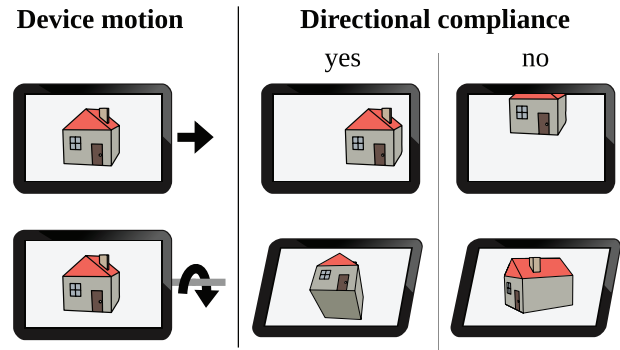 Device motion
Directional compliance
yes
no